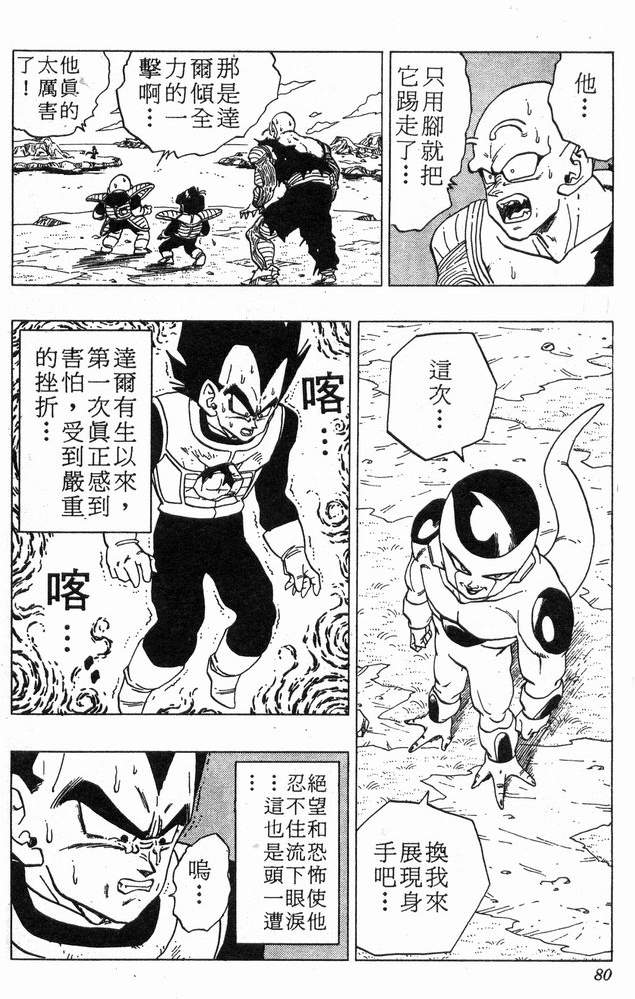 他…
只用腳就把
它踢走了…
那是達
爾傾全
力的一
擊啊…
他眞的
太厲害
了！
這次…
換我來
展現身
手吧…
喀…
喀…
達爾有生以來，
第一次眞正感到
害怕，受到嚴重
的挫折…
絕望和恐怖使他
忍不住流下眼淚
……這也是頭一遭
嗚…
80